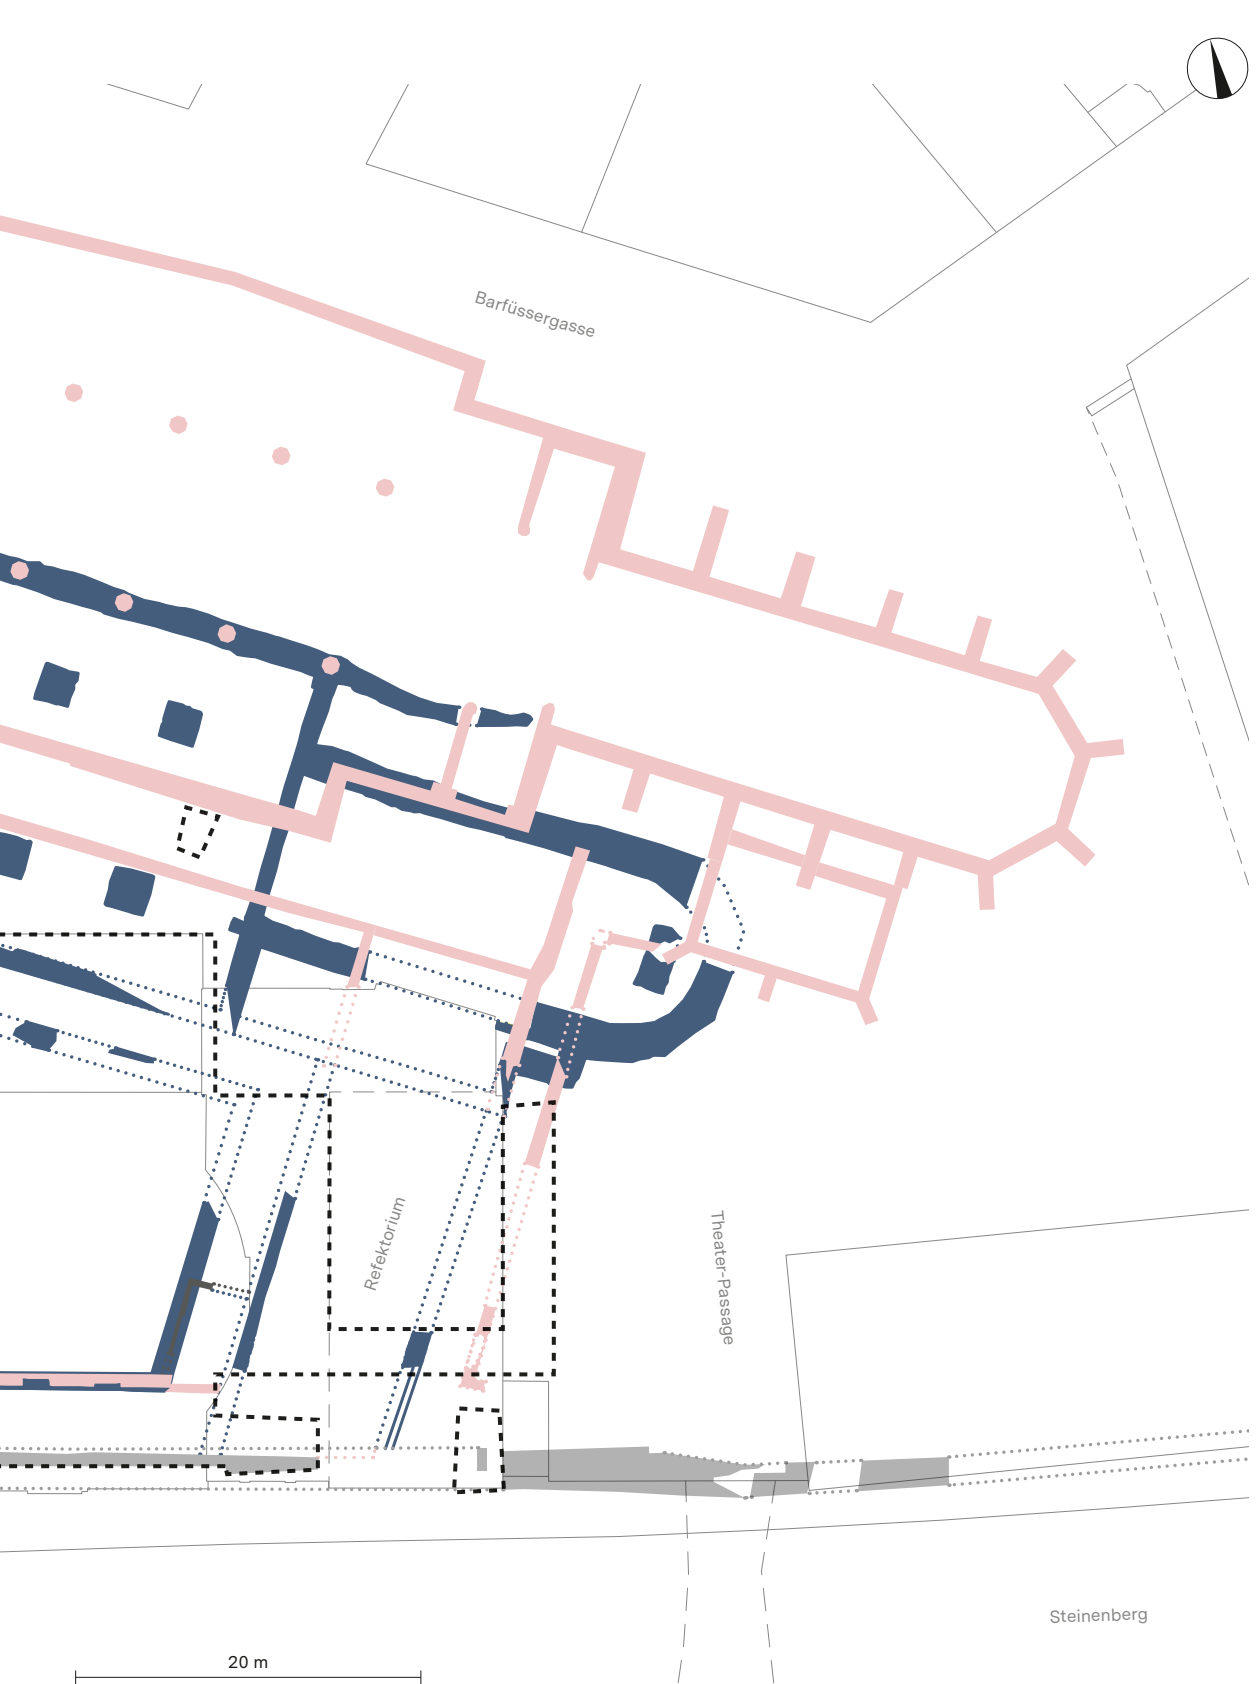 Barfüssergasse
Refektorium
Theater-Passage
Steinenberg
20 m